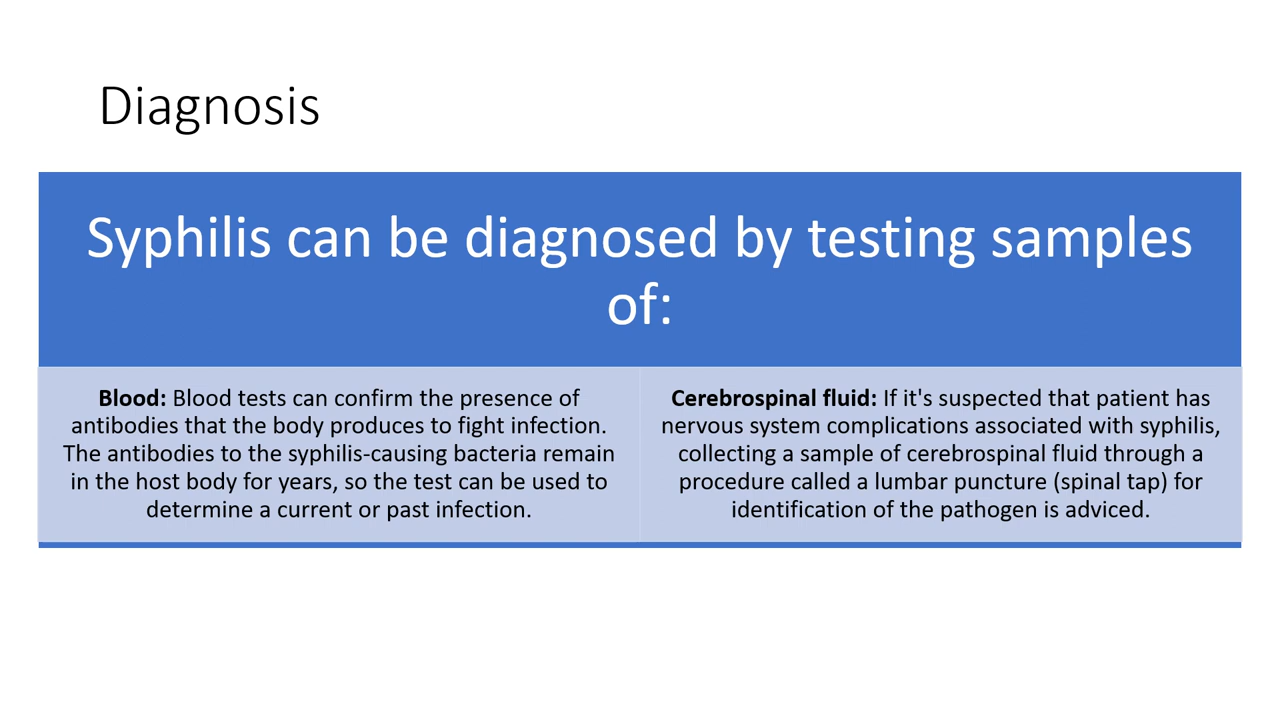 Diagnosis
Syphilis can be diagnosed by testing samples
of:
Blood: Blood tests can confirm the presence of
antibodies that the body produces to fight infection.
The antibodies to the syphilis-causing bacteria remain
in the host body for years, so the test can be used to
determine a current or past infection.
Cerebrospinal fluid: If it's suspected that patient has
nervous system complications associated with syphilis,
collecting a sample of cerebrospinal fluid through a
procedure called a lumbar puncture (spinal tap) for
identification of the pathogen is adviced.